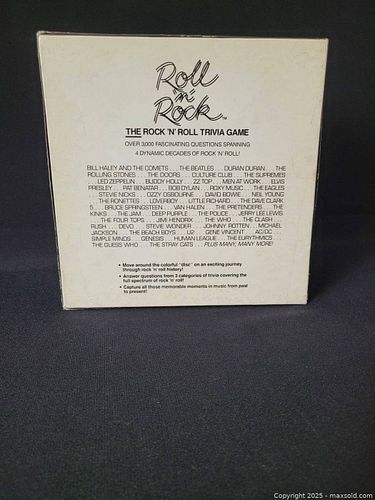 Roll
'n'
Rock™
THE ROCK 'N' ROLL TRIVIA GAME
OVER 3,000 FASCINATING QUESTIONS SPANNING
4 DYNAMIC DECADES OF ROCK 'N' ROLL!
BILL HALEY AND THE COMETS . . . THE BEATLES . . . DURAN DURAN . . . THE
ROLLING STONES . . . THE DOORS . . . CULTURE CLUB . . . THE SUPREMES
. . . LED ZEPPELIN . . . BUDDY HOLLY . . . ZZ TOP . . . MEN AT WORK . . . ELVIS
PRESLEY . . . PAT BENATAR . . . BOB DYLAN . . . ROXY MUSIC . . . THE EAGLES
. . . STEVIE NICKS . . . OZZY OSBOURNE . . . DAVID BOWIE . . . NEIL YOUNG
. . . THE RONETTES . . . LOVERBOY . . . LITTLE RICHARD . . . THE DAVE CLARK
5 . . . BRUCE SPRINGSTEEN . . . VAN HALEN . . . THE PRETENDERS . . . THE
KINKS . . . THE JAM . . . DEEP PURPLE . . . THE POLICE . . . JERRY LEE LEWIS
. . . THE FOUR TOPS . . . JIMI HENDRIX . . . THE WHO . . . THE CLASH . . .
RUSH . . . DEVO . . . STEVIE WONDER . . . JOHNNY ROTTEN . . . MICHAEL
JACKSON . . . THE BEACH BOYS . . . U2 . . . GENE VINCENT . . . AC/DC . . .
SIMPLE MINDS . . . GENESIS . . . HUMAN LEAGUE . . . THE EURYTHMICS
. . . THE GUESS WHO . . . THE STRAY CATS . . . PLUS MANY, MANY MORE!
• Move around the colorful "disc" on an exciting journey
through rock 'n roll history!
• Answer questions from 3 categories of trivia covering the
full spectrum of rock 'n' roll!
• Capture all those memorable moments in music from past
to present!
Copyright 2025 - maxsold.com